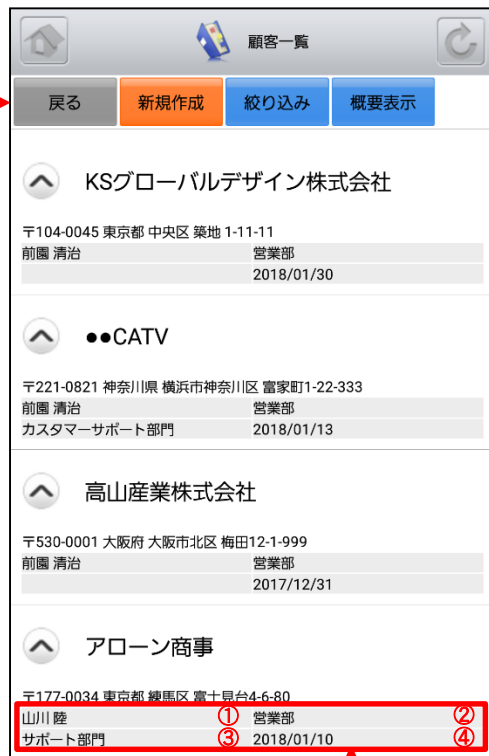 顧客一覧
戻る 新規作成 絞り込み 概要表示
KSグローバルデザイン株式会社
〒104-0045 東京都 中央区 築地 1-11-11
前園 清治 営業部
2018/01/30
●●CATV
〒221-0821 神奈川県 横浜市神奈川区 富家町1-22-333
前園 清治 営業部
カスタマーサポート部門 2018/01/13
高山産業株式会社
〒530-0001 大阪府 大阪市北区 梅田12-1-999
前園 清治 営業部
2017/12/31
アローン商事
〒177-0034 東京都 練馬区 富士見台4-6-80
山川 陸 ① 営業部 ②
サポート部門 ③ 2018/01/10 ④